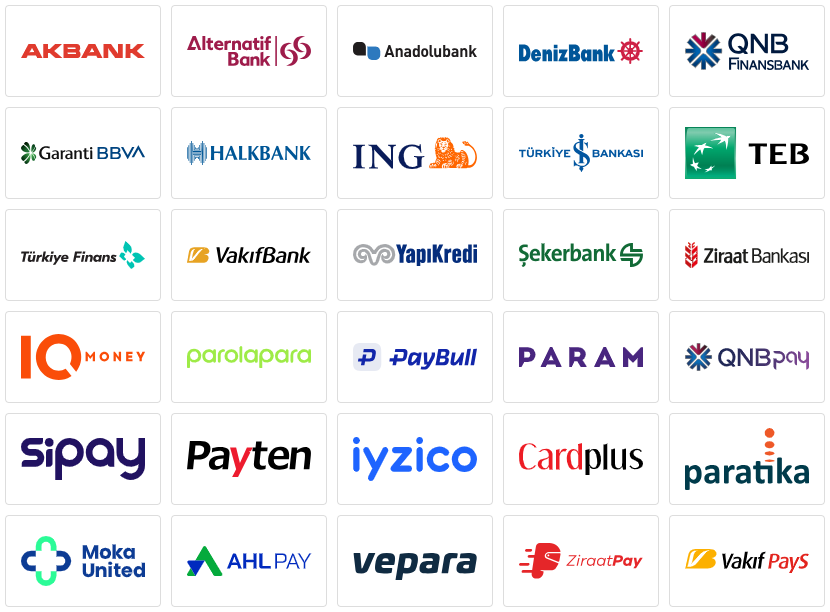 AKBANK
Alternatif
Bank
Anadolubank
DenizBank
QNB
FİNANSBANK
Garanti BBVA
HALKBANK
ING
TÜRKİYE İŞ BANKASI
TEB
Türkiye Finans
VakıfBank
YapıKredi
Şekerbank
Ziraat Bankası
IQ MONEY
parolapara
P PayBull
PARAM
QNBpay
sipay
Payten
iyzico
Cardplus
paratika
Moka
United
AHL PAY
vepara
ZiraatPay
Vakıf PayS